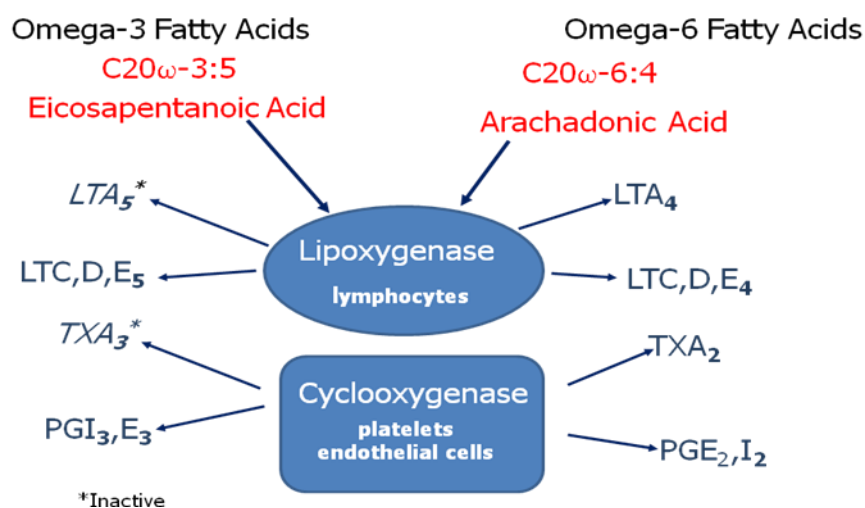 Omega-3 Fatty Acids
Omega-6 Fatty Acids
C20ω-3:5
Eicosapentanoic Acid
C20ω-6:4
Arachadonic Acid
LTA₅*
LTA₄
Lipoxygenase
lymphocytes
LTC,D,E₅
LTC,D,E₄
TXA₃*
TXA₂
Cyclooxygenase
platelets
endothelial cells
PGI₃,E₃
PGE₂,I₂
*Inactive